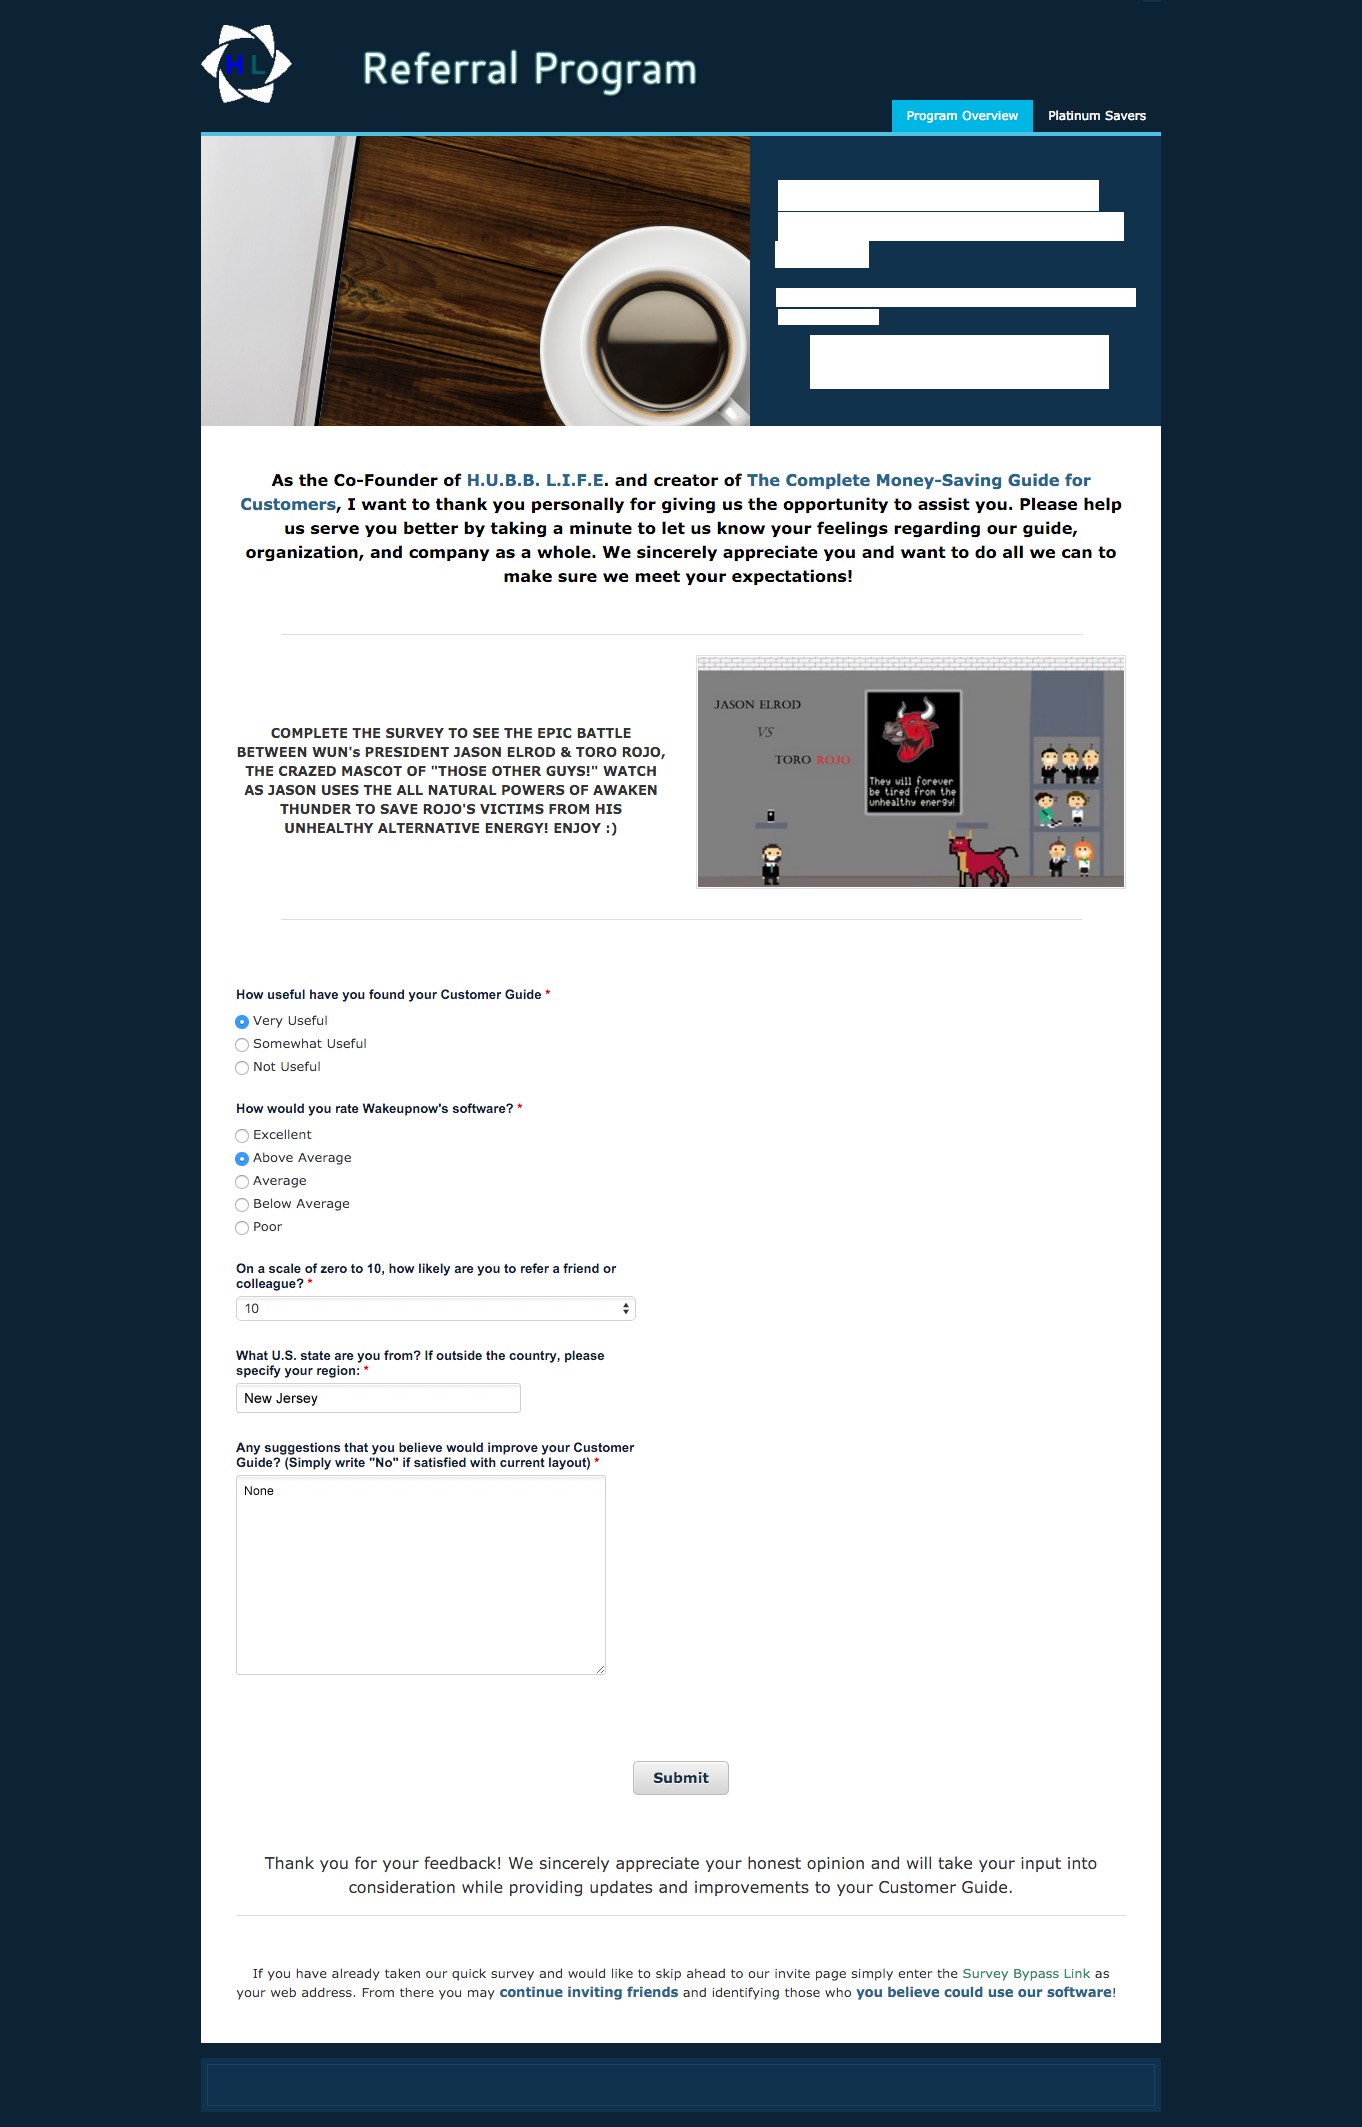 H L
Referral Program
Program Overview
Platinum Savers
As the Co-Founder of H.U.B.B. L.I.F.E. and creator of The Complete Money-Saving Guide for
Customers, I want to thank you personally for giving us the opportunity to assist you. Please help
us serve you better by taking a minute to let us know your feelings regarding our guide,
organization, and company as a whole. We sincerely appreciate you and want to do all we can to
make sure we meet your expectations!
COMPLETE THE SURVEY TO SEE THE EPIC BATTLE
BETWEEN WUN's PRESIDENT JASON ELROD & TORO ROJO,
THE CRAZED MASCOT OF "THOSE OTHER GUYS!" WATCH
AS JASON USES THE ALL NATURAL POWERS OF AWAKEN
THUNDER TO SAVE ROJO'S VICTIMS FROM HIS
UNHEALTHY ALTERNATIVE ENERGY! ENJOY :)
JASON ELROD
VS
TORO ROJO
They will forever
be tired from the
unhealthy energy!
How useful have you found your Customer Guide *
Very Useful
Somewhat Useful
Not Useful
How would you rate Wakeupnow's software? *
Excellent
Above Average
Average
Below Average
Poor
On a scale of zero to 10, how likely are you to refer a friend or
colleague? *
10
What U.S. state are you from? If outside the country, please
specify your region: *
New Jersey
Any suggestions that you believe would improve your Customer
Guide? (Simply write "No" if satisfied with current layout) *
None
Submit
Thank you for your feedback! We sincerely appreciate your honest opinion and will take your input into
consideration while providing updates and improvements to your Customer Guide.
If you have already taken our quick survey and would like to skip ahead to our invite page simply enter the Survey Bypass Link as
your web address. From there you may continue inviting friends and identifying those who you believe could use our software!